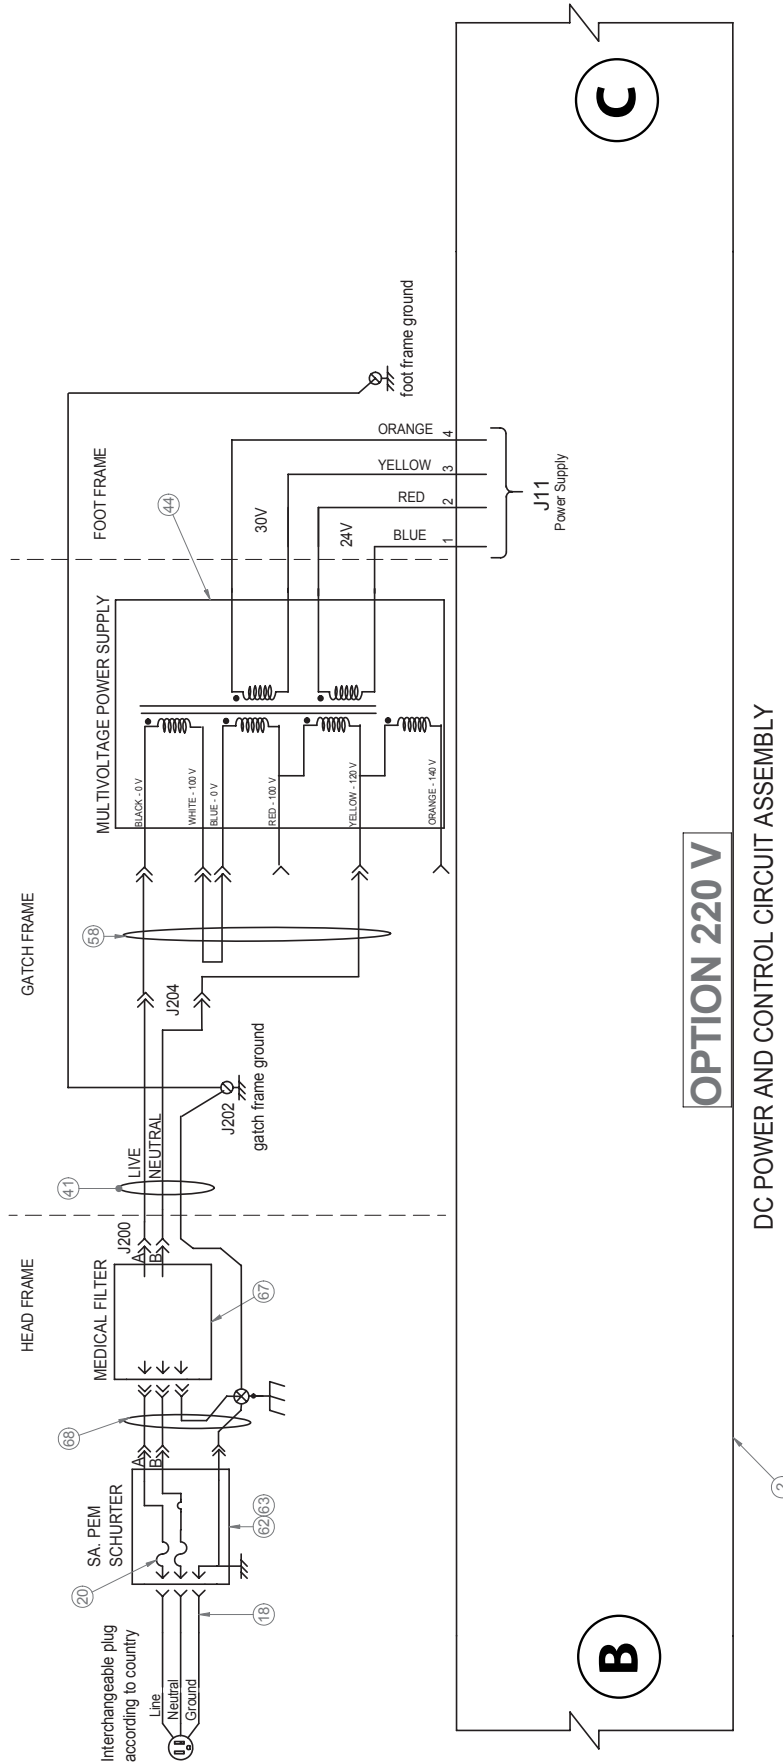 HEAD FRAME
GATCH FRAME
FOOT FRAME
Interchangeable plug
according to country
Line
Neutral
Ground
18
20
SA. PEM
SCHURTER
A
B
62
63
68
MEDICAL FILTER
67
A
B
J200
41
LIVE
NEUTRAL
J202
gatch frame ground
J204
58
MULTIVOLTAGE POWER SUPPLY
BLACK - 0 V
WHITE - 100 V
BLUE - 0 V
RED - 100 V
YELLOW - 120 V
ORANGE - 140 V
44
30V
24V
ORANGE
4
YELLOW
3
RED
2
BLUE
1
J11
Power Supply
foot frame ground
B
C
OPTION 220 V
2
DC POWER AND CONTROL CIRCUIT ASSEMBLY